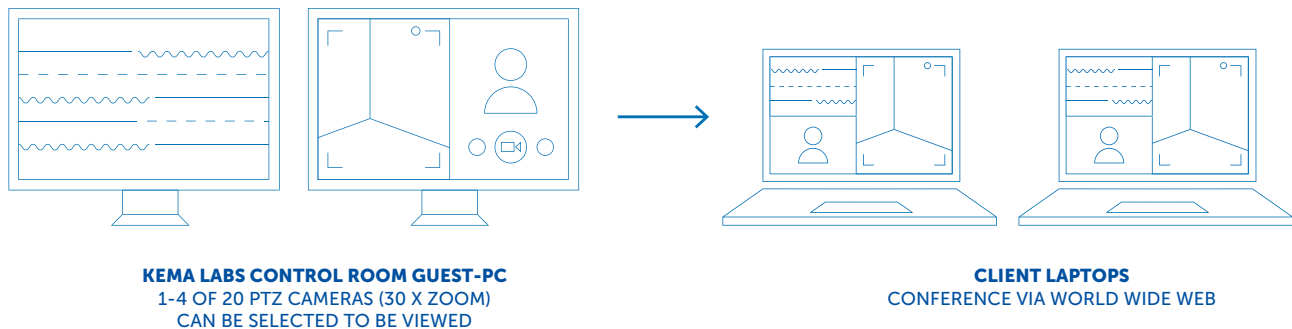 KEMA LABS CONTROL ROOM GUEST-PC
1-4 OF 20 PTZ CAMERAS (30 X ZOOM)
CAN BE SELECTED TO BE VIEWED
CLIENT LAPTOPS
CONFERENCE VIA WORLD WIDE WEB